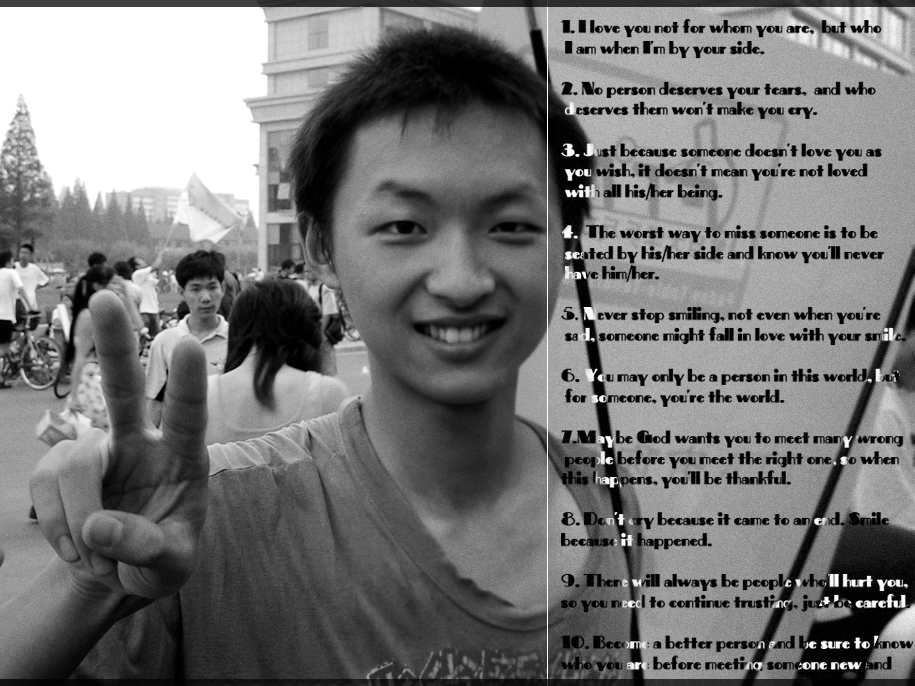 1. I love you not for whom you are, but who
I am when I'm by your side.
2. No person deserves your tears, and who
deserves them won't make you cry.
3. Just because someone doesn't love you as
you wish, it doesn't mean you're not loved
with all his/her being.
4. The worst way to miss someone is to be
seated by his/her side and know you'll never
have him/her.
5. Never stop smiling, not even when you're
sad, someone might fall in love with your smile.
6. You may only be a person in this world, but
for someone, you're the world.
7.Maybe God wants you to meet many wrong
people before you meet the right one, so when
this happens, you'll be thankful.
8. Don't cry because it came to an end. Smile
because it happened.
9. There will always be people who'll hurt you,
so you need to continue trusting, just be careful.
10. Become a better person and be sure to know
who you are before meeting someone new and